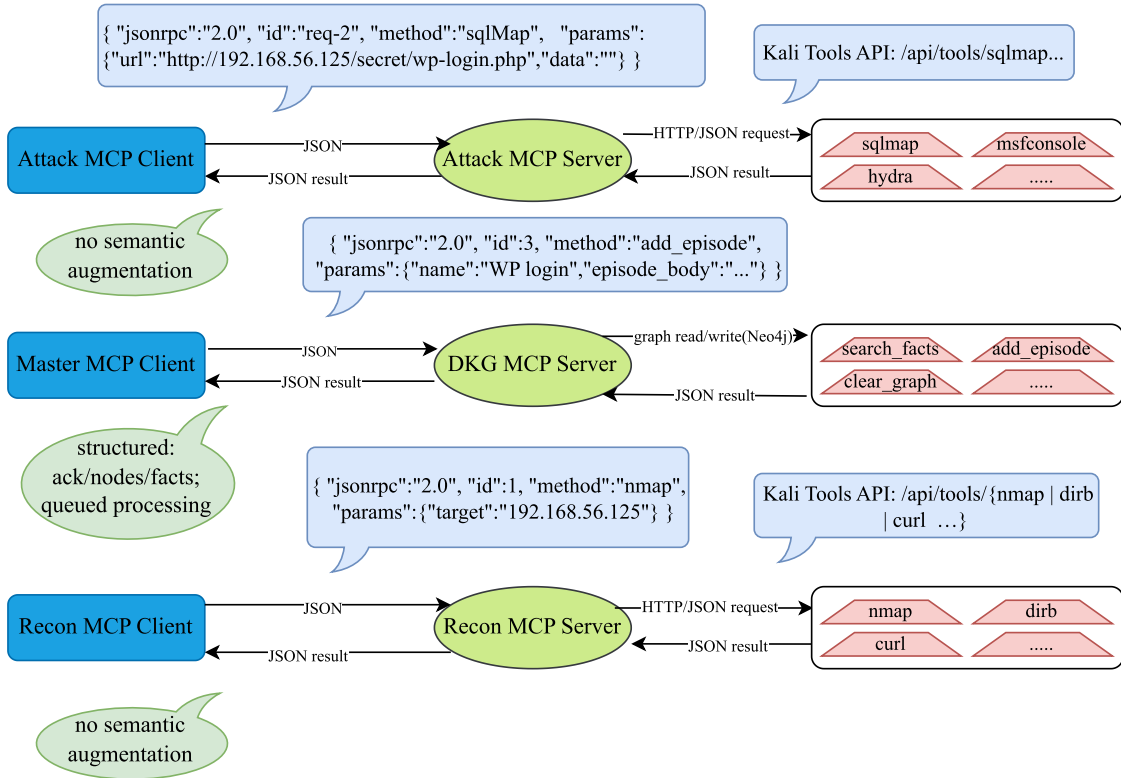 { "jsonrpc":"2.0", "id":"req-2", "method":"sqlMap",   "params":
{"url":"http://192.168.56.125/secret/wp-login.php","data":""} }
Kali Tools API: /api/tools/sqlmap...
Attack MCP Client
JSON
JSON result
Attack MCP Server
HTTP/JSON request
JSON result
sqlmap
msfconsole
hydra
.....
no semantic
augmentation
{ "jsonrpc":"2.0", "id":3, "method":"add_episode",
"params":{"name":"WP login","episode_body":"..."} }
Master MCP Client
JSON
JSON result
DKG MCP Server
graph read/write(Neo4j)
JSON result
search_facts
add_episode
clear_graph
.....
structured:
ack/nodes/facts;
queued processing
{ "jsonrpc":"2.0", "id":1, "method":"nmap",
"params":{"target":"192.168.56.125"} }
Kali Tools API: /api/tools/{nmap | dirb
| curl  …}
Recon MCP Client
JSON
JSON result
Recon MCP Server
HTTP/JSON request
JSON result
nmap
dirb
curl
.....
no semantic
augmentation